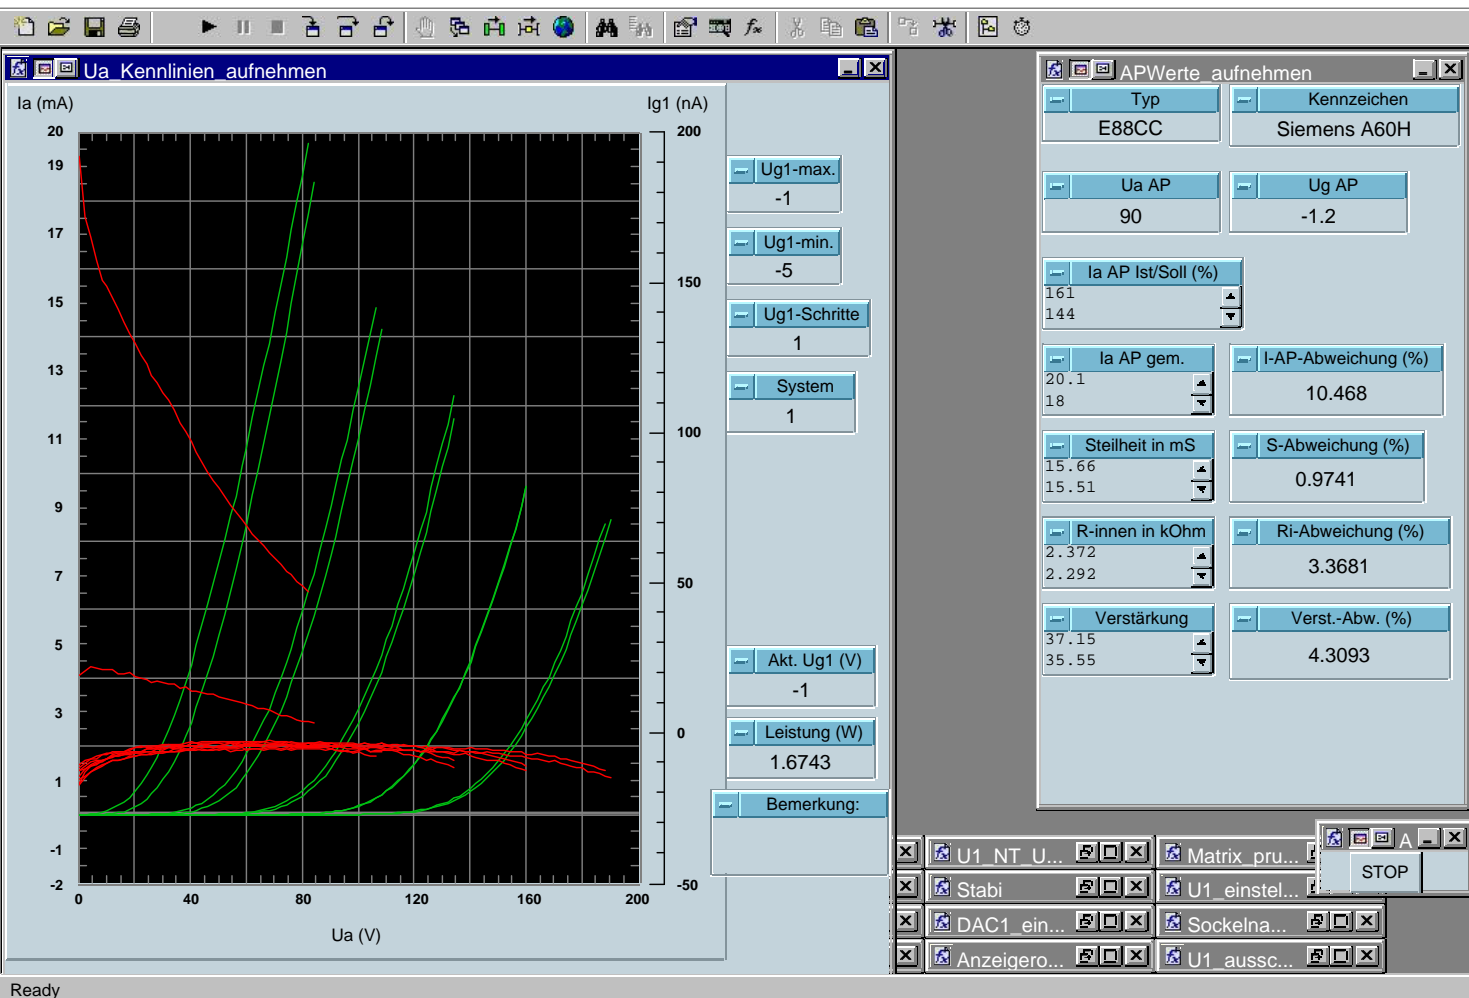 Ua_Kennlinien_aufnehmen
Ia (mA)
Ig1 (nA)
20
19
17
15
13
11
9
7
5
3
1
-1
-2
200
150
100
50
0
-50
0
40
80
120
160
200
Ua (V)
Ug1-max.
-1
Ug1-min.
-5
Ug1-Schritte
1
System
1
Akt. Ug1 (V)
-1
Leistung (W)
1.6743
Bemerkung:
APWerte_aufnehmen
Typ
E88CC
Kennzeichen
Siemens A60H
Ua AP
90
Ug AP
-1.2
Ia AP Ist/Soll (%)
161
144
Ia AP gem.
20.1
18
I-AP-Abweichung (%)
10.468
Steilheit in mS
15.66
15.51
S-Abweichung (%)
0.9741
R-innen in kOhm
2.372
2.292
Ri-Abweichung (%)
3.3681
Verstärkung
37.15
35.55
Verst.-Abw. (%)
4.3093
A
STOP
U1_NT_U...
Matrix_pru...
Stabi
U1_einstel...
DAC1_ein...
Sockelna...
Anzeigero...
U1_aussc...
Ready